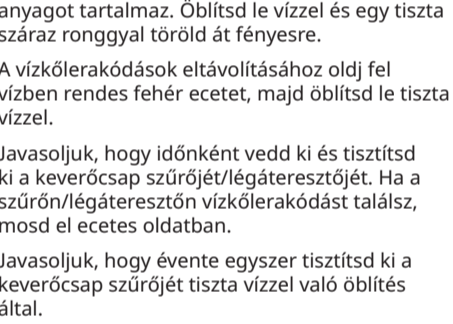 anyagot tartalmaz. Öblítsd le vízzel és egy tiszta
száraz ronggyal töröld át fényesre.
A vízkőlerakódások eltávolításához oldj fel
vízben rendes fehér ecetet, majd öblítsd le tiszta
vízzel.
Javasoljuk, hogy időnként vedd ki és tisztítsd
ki a keverőcsap szűrőjét/légáteresztőjét. Ha a
szűrőn/légáteresztőn vízkőlerakódást találsz,
mosd el ecetes oldatban.
Javasoljuk, hogy évente egyszer tisztítsd ki a
keverőcsap szűrőjét tiszta vízzel való öblítés
által.